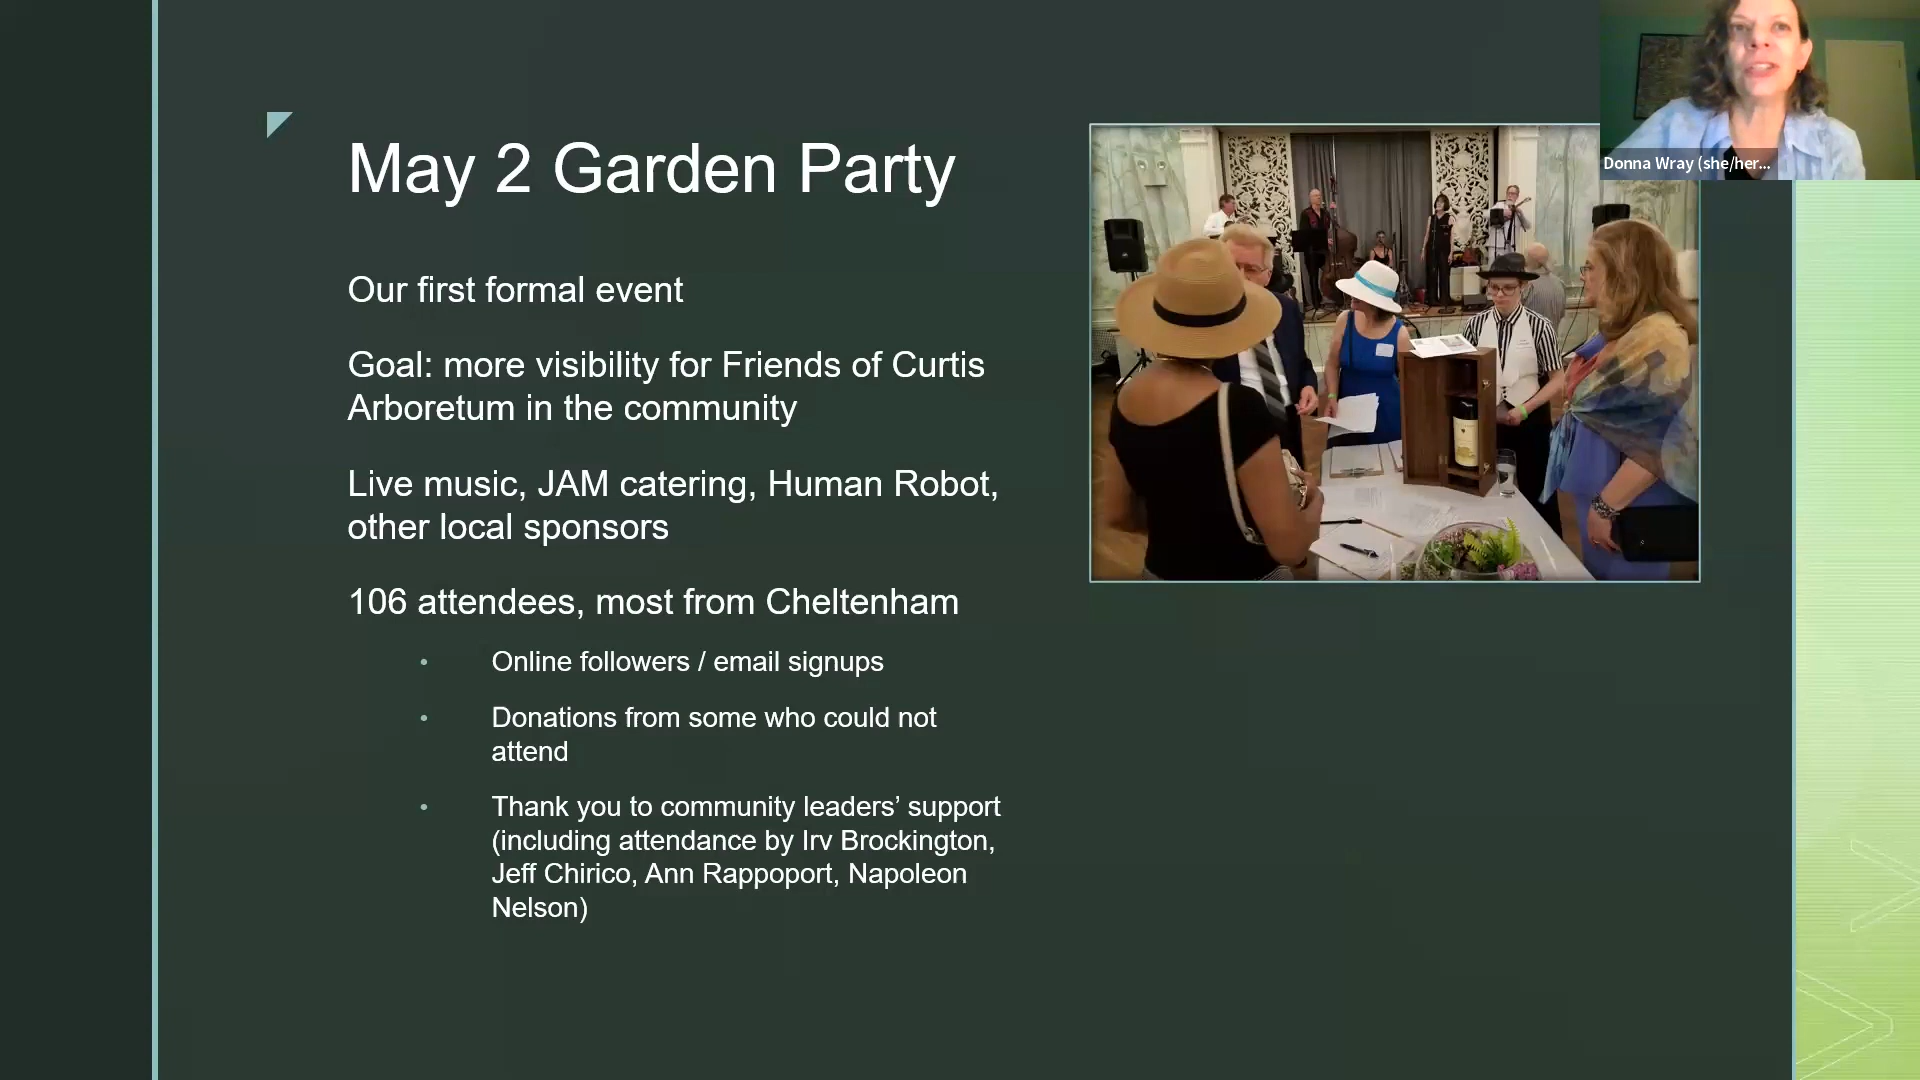 Donna Wray (she/her...
May 2 Garden Party
Our first formal event
Goal: more visibility for Friends of Curtis
Arboretum in the community
Live music, JAM catering, Human Robot,
other local sponsors
106 attendees, most from Cheltenham
• Online followers / email signups
• Donations from some who could not
attend
• Thank you to community leaders’ support
(including attendance by Irv Brockington,
Jeff Chirico, Ann Rappoport, Napoleon
Nelson)